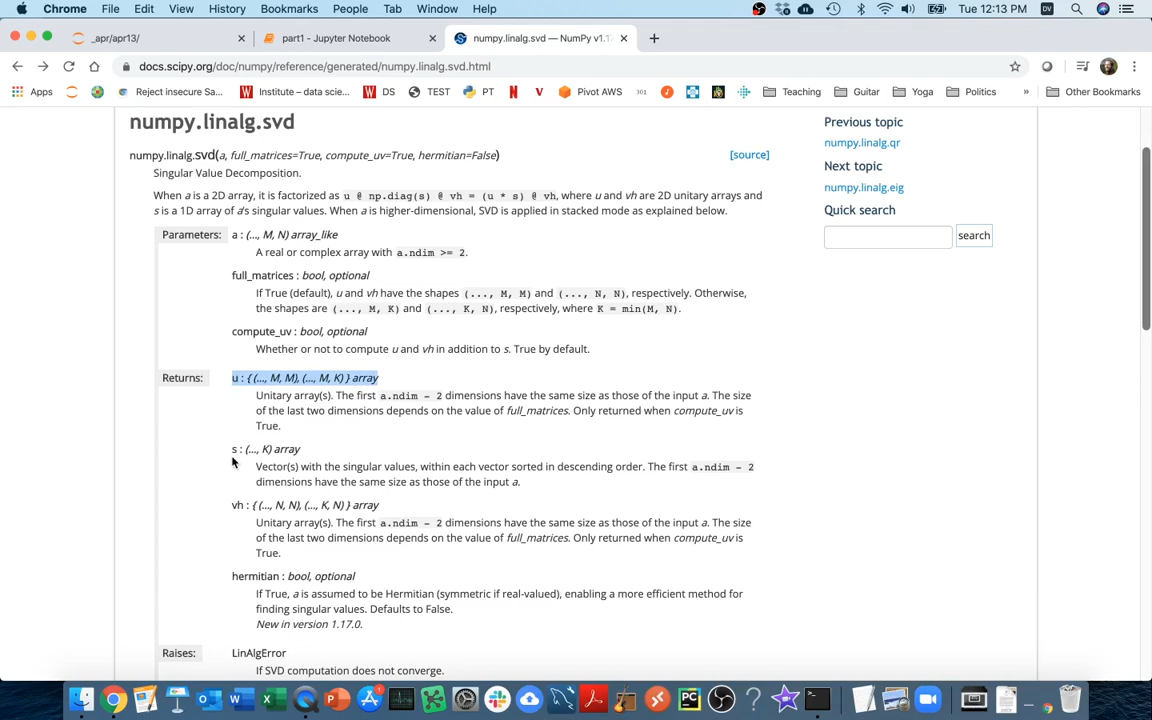 Chrome File Edit View History Bookmarks People Tab Window Help Tue 12:13 PM
_apr/apr13/ part1 - Jupyter Notebook numpy.linalg.svd — NumPy v1.1
docs.scipy.org/doc/numpy/reference/generated/numpy.linalg.svd.html
Apps Reject insecure Sa... Institute – data scie... DS TEST PT Pivot AWS 301 Teaching Guitar Yoga Politics » Other Bookmarks
numpy.linalg.svd
numpy.linalg.svd(a, full_matrices=True, compute_uv=True, hermitian=False) [source]
Singular Value Decomposition.
When a is a 2D array, it is factorized as u @ np.diag(s) @ vh = (u * s) @ vh, where u and vh are 2D unitary arrays and
s is a 1D array of a's singular values. When a is higher-dimensional, SVD is applied in stacked mode as explained below.
Parameters: a : (..., M, N) array_like
A real or complex array with a.ndim >= 2.
full_matrices : bool, optional
If True (default), u and vh have the shapes (..., M, M) and (..., N, N), respectively. Otherwise,
the shapes are (..., M, K) and (..., K, N), respectively, where K = min(M, N).
compute_uv : bool, optional
Whether or not to compute u and vh in addition to s. True by default.
Returns: u : { (..., M, M), (..., M, K) } array
Unitary array(s). The first a.ndim - 2 dimensions have the same size as those of the input a. The size
of the last two dimensions depends on the value of full_matrices. Only returned when compute_uv is
True.
s : (..., K) array
Vector(s) with the singular values, within each vector sorted in descending order. The first a.ndim - 2
dimensions have the same size as those of the input a.
vh : { (..., N, N), (..., K, N) } array
Unitary array(s). The first a.ndim - 2 dimensions have the same size as those of the input a. The size
of the last two dimensions depends on the value of full_matrices. Only returned when compute_uv is
True.
hermitian : bool, optional
If True, a is assumed to be Hermitian (symmetric if real-valued), enabling a more efficient method for
finding singular values. Defaults to False.
New in version 1.17.0.
Raises: LinAlgError
If SVD computation does not converge.
Previous topic
numpy.linalg.qr
Next topic
numpy.linalg.eig
Quick search
search